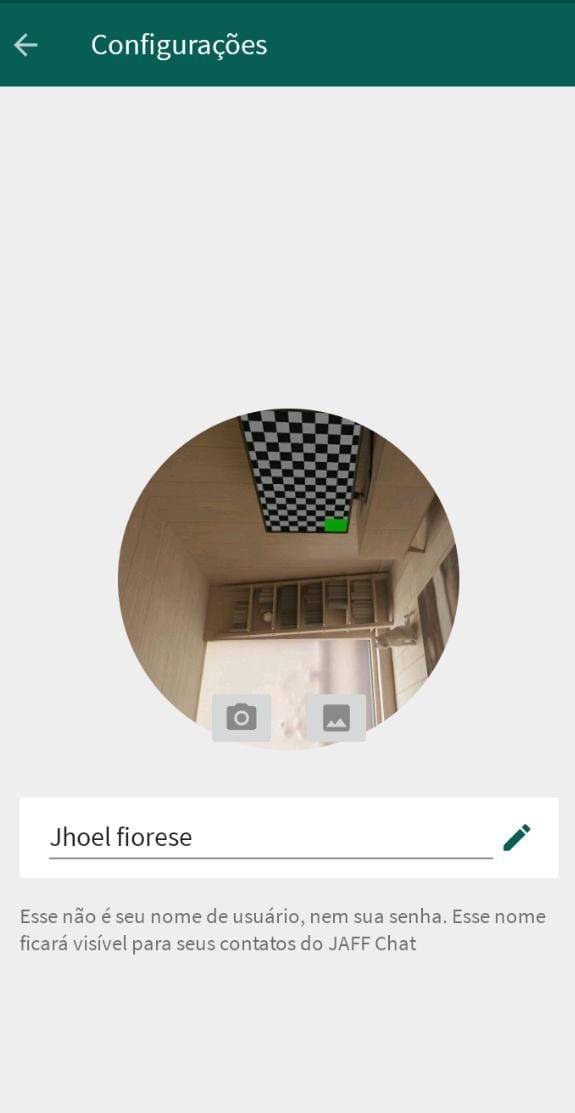 Configurações
Jhoel fiorese
Esse não é seu nome de usuário, nem sua senha. Esse nome
ficará visível para seus contatos do JAFF Chat